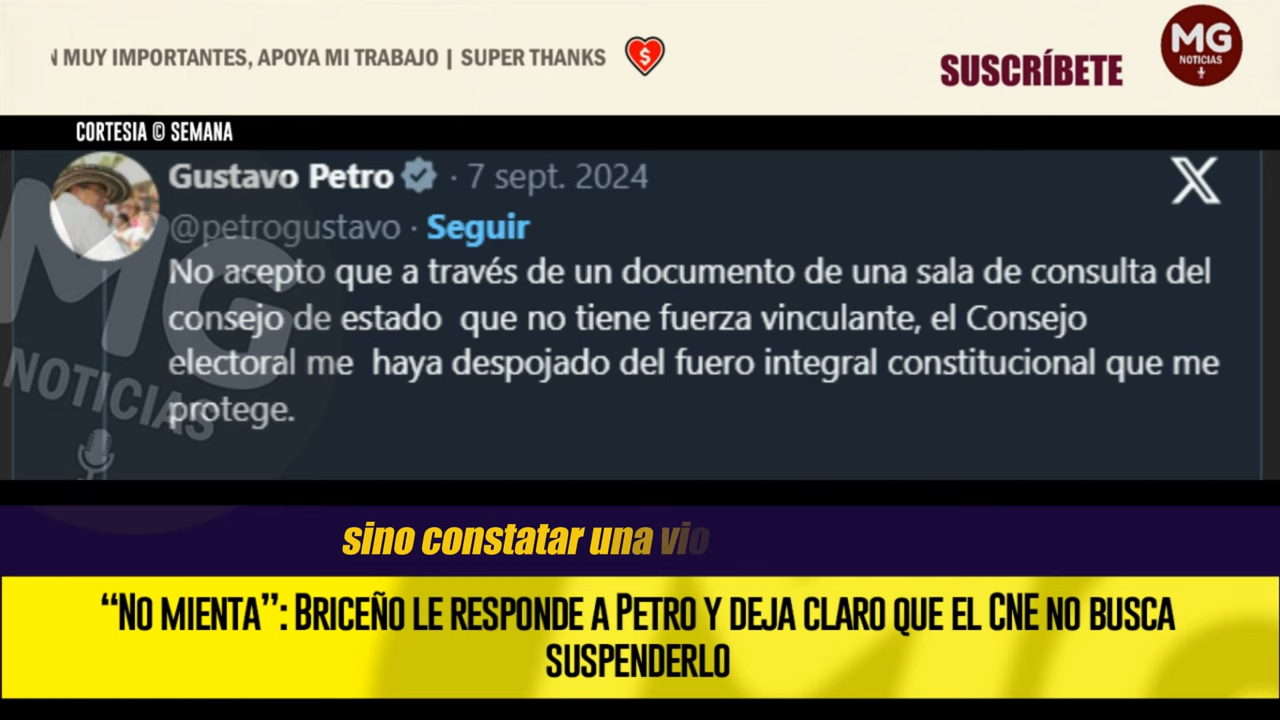 MUY IMPORTANTES, APOYA MI TRABAJO | SUPER THANKS
SUSCRÍBETE
MG
NOTICIAS
CORTESIA © SEMANA
Gustavo Petro · 7 sept. 2024
@petrogustavo · Seguir
No acepto que a través de un documento de una sala de consulta del
consejo de estado que no tiene fuerza vinculante, el Consejo
electoral me haya despojado del fuero integral constitucional que me
protege.
MG
NOTICIAS
sino constatar una vio
“NO MIENTA”: BRICEÑO LE RESPONDE A PETRO Y DEJA CLARO QUE EL CNE NO BUSCA
SUSPENDERLO